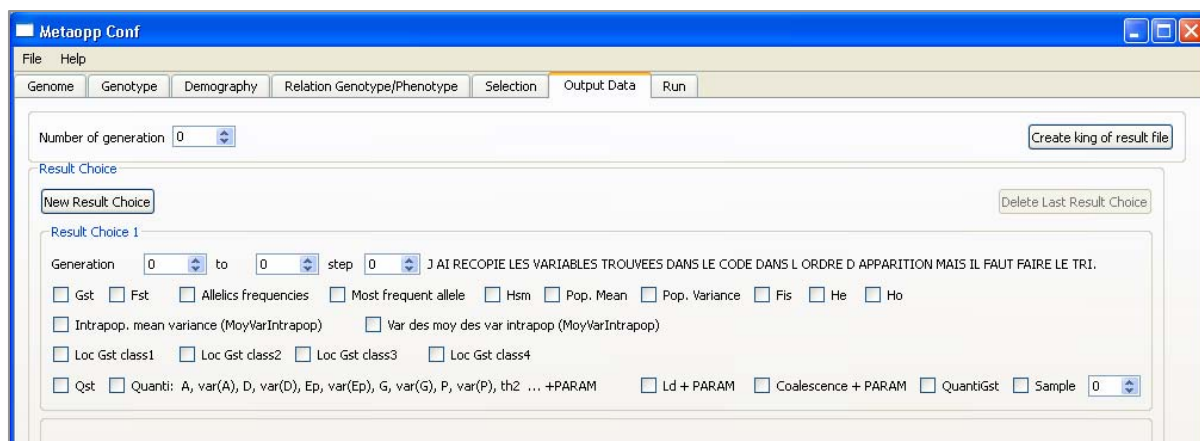 Metaopp Conf
File Help
Genome Genotype Demography Relation Genotype/Phenotype Selection Output Data Run
Number of generation 0 Create king of result file
Result Choice
New Result Choice Delete Last Result Choice
Result Choice 1
Generation 0 to 0 step 0 J AI RECOPIE LES VARIABLES TROUVEES DANS LE CODE DANS L ORDRE D APPARITION MAIS IL FAUT FAIRE LE TRI.
Gst Fst Allelics frequencies Most frequent allele Hsm Pop. Mean Pop. Variance Fis He Ho
Intrapop. mean variance (MoyVarIntrapop) Var des moy des var intrapop (MoyVarIntrapop)
Loc Gst class1 Loc Gst class2 Loc Gst class3 Loc Gst class4
Qst Quanti: A, var(A), D, var(D), Ep, var(Ep), G, var(G), P, var(P), th2 ... +PARAM Ld + PARAM Coalescence + PARAM QuantiGst Sample 0